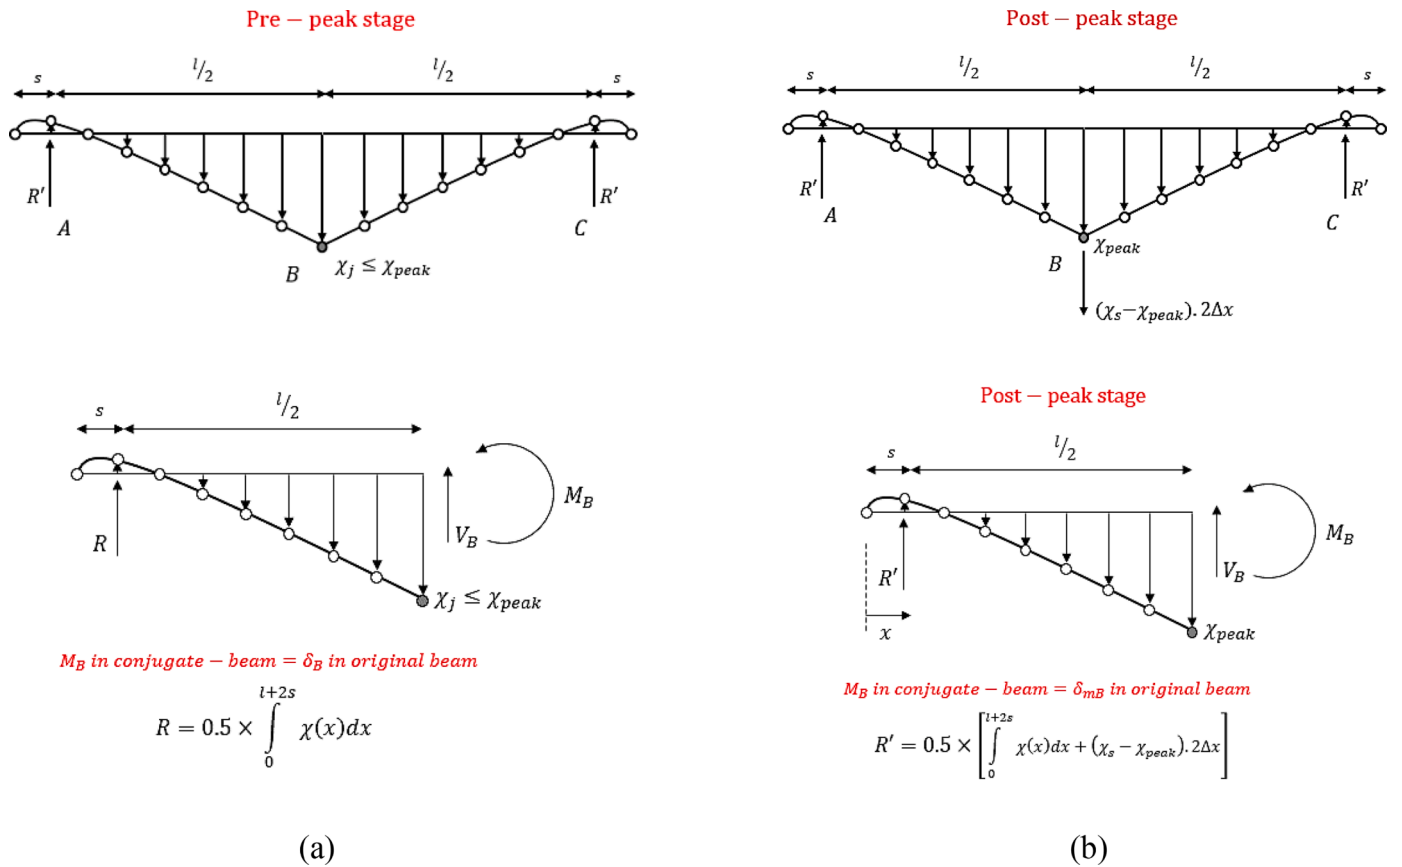 Pre − peak stage
s
l/2
l/2
s
R′
R′
A
C
B
χj ≤ χpeak
s
l/2
R
VB
MB
χj ≤ χpeak
MB in conjugate − beam = δB in original beam
R = 0.5 × ∫₀^{l+2s} χ(x)dx
(a)
Post − peak stage
s
l/2
l/2
s
R′
R′
A
C
χpeak
B
(χs−χpeak). 2Δx
Post − peak stage
s
l/2
R′
VB
MB
x
χpeak
MB in conjugate − beam = δmB in original beam
R′ = 0.5 × [∫₀^{l+2s} χ(x)dx + (χs − χpeak). 2Δx]
(b)